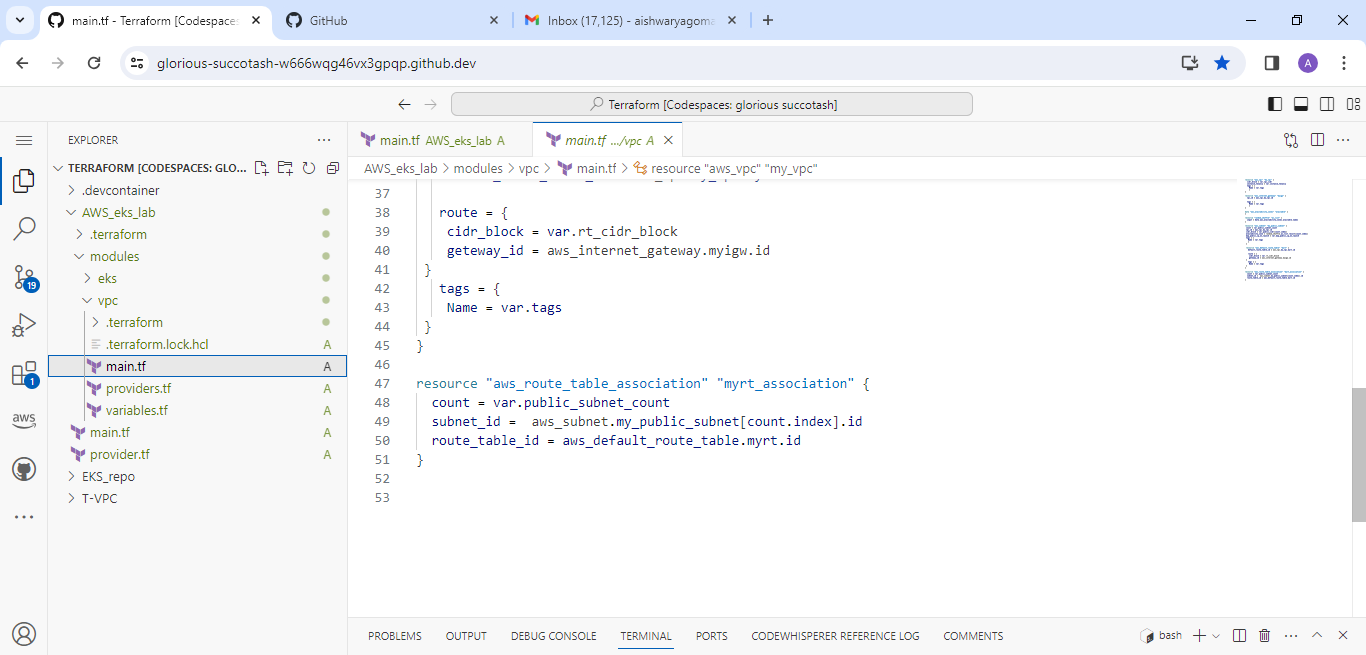 main.tf - Terraform [Codespaces
GitHub
Inbox (17,125) - aishwaryagoma
glorious-succotash-w666wqg46vx3gpqp.github.dev
A
Terraform [Codespaces: glorious succotash]
EXPLORER
TERRAFORM [CODESPACES: GLO...
.devcontainer
AWS_eks_lab
.terraform
modules
eks
vpc
.terraform
.terraform.lock.hcl A
main.tf A
providers.tf A
variables.tf A
main.tf A
provider.tf A
EKS_repo
T-VPC
19
1
aws
main.tf AWS_eks_lab A
main.tf .../vpc A
AWS_eks_lab > modules > vpc > main.tf > resource "aws_vpc" "my_vpc"
37
38 route = {
39 cidr_block = var.rt_cidr_block
40 geteway_id = aws_internet_gateway.myigw.id
41 }
42 tags = {
43 Name = var.tags
44 }
45 }
46
47 resource "aws_route_table_association" "myrt_association" {
48 count = var.public_subnet_count
49 subnet_id = aws_subnet.my_public_subnet[count.index].id
50 route_table_id = aws_default_route_table.myrt.id
51 }
52
53
PROBLEMS OUTPUT DEBUG CONSOLE TERMINAL PORTS CODEWHISPERER REFERENCE LOG COMMENTS
bash